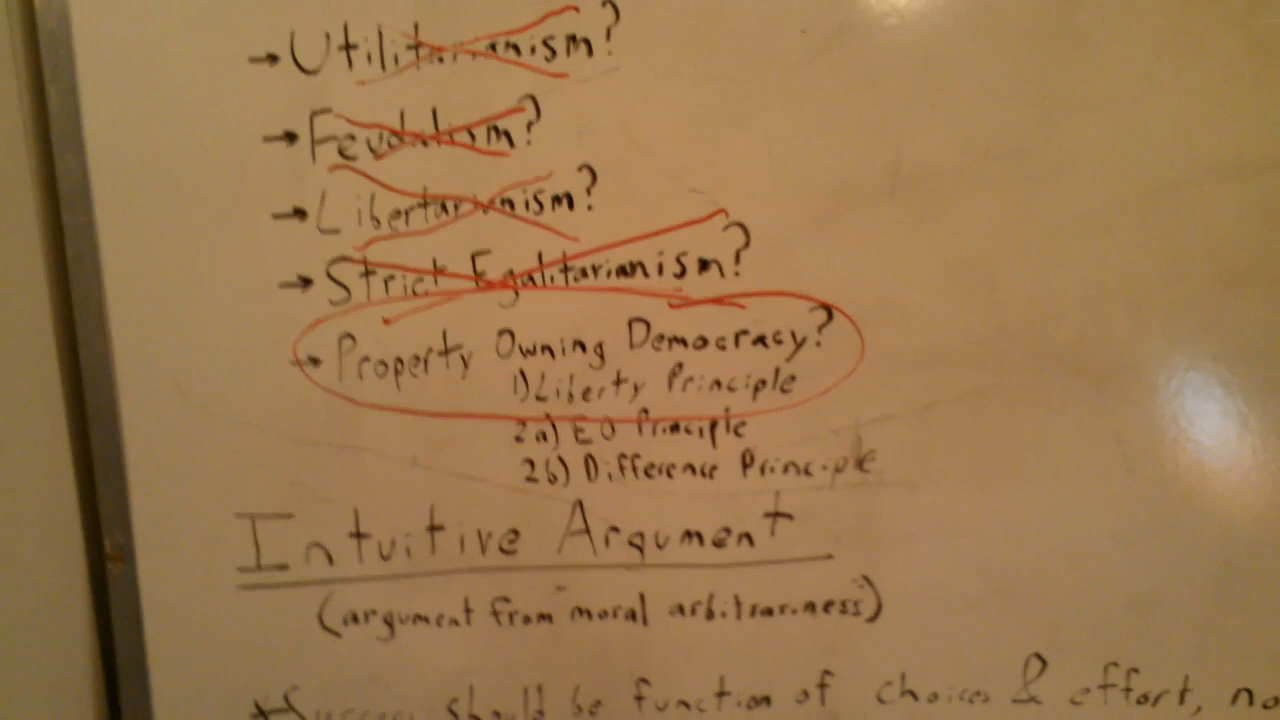 → Utilitarianism?
→ Feudalism?
→ Libertarianism?
→ Strict Egalitarianism?
→ Property Owning Democracy?
1) Liberty Principle
2a) EO Principle
2b) Difference Principle
Intuitive Argument
(argument from moral arbitrariness)
*Success should be function of choices & effort, no